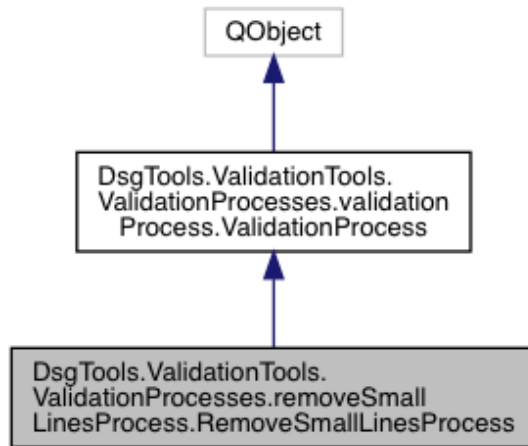 QObject
DsgTools.ValidationTools.
ValidationProcesses.validation
Process.ValidationProcess
DsgTools.ValidationTools.
ValidationProcesses.removeSmall
LinesProcess.RemoveSmallLinesProcess